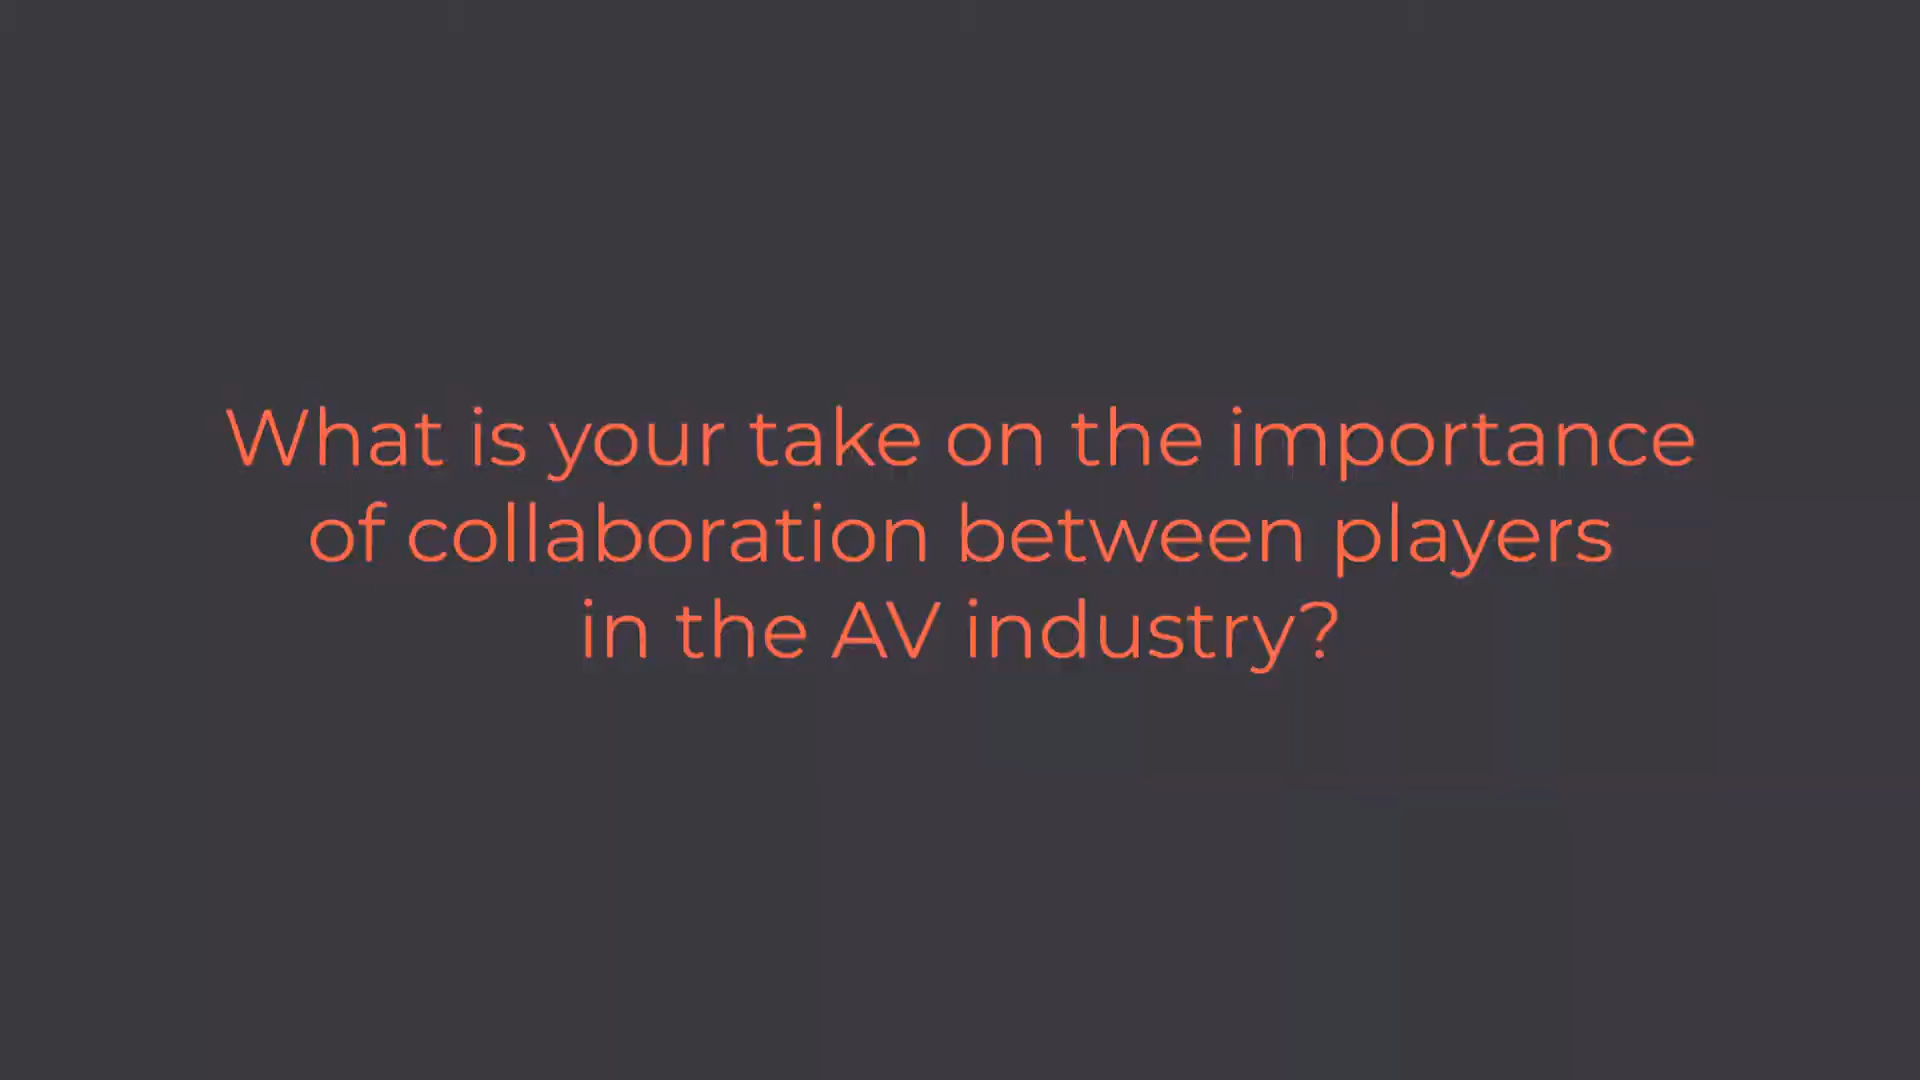 What is your take on the importance
of collaboration between players
in the AV industry?